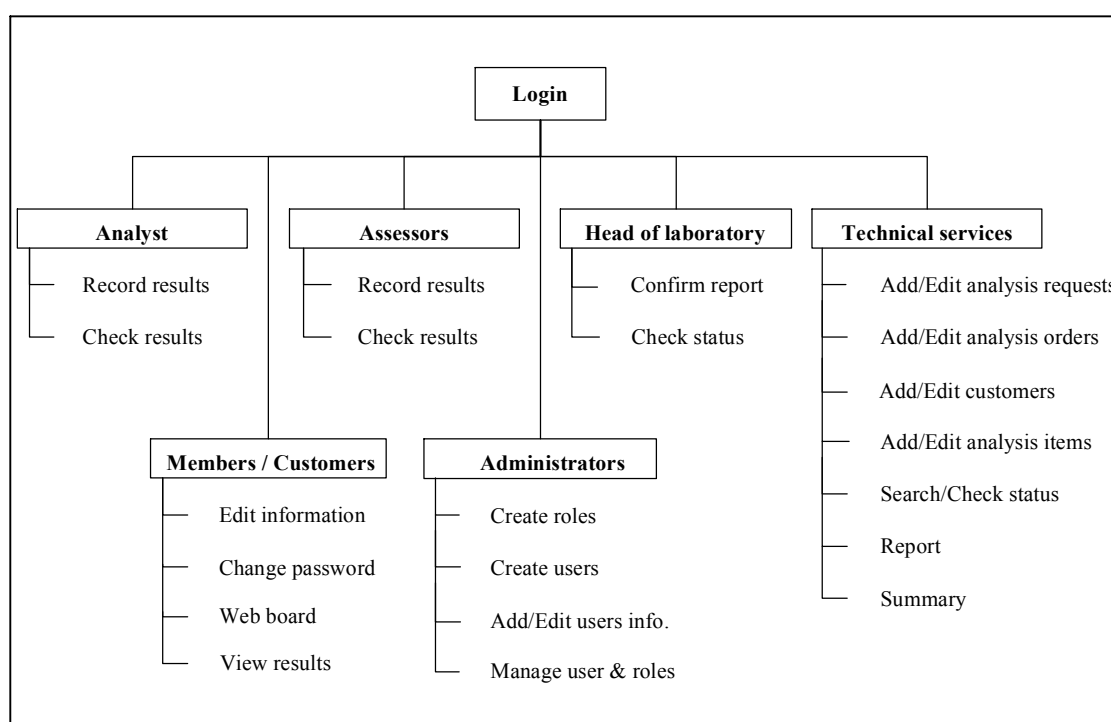 Login
Analyst
Record results
Check results
Assessors
Record results
Check results
Head of laboratory
Confirm report
Check status
Technical services
Add/Edit analysis requests
Add/Edit analysis orders
Add/Edit customers
Add/Edit analysis items
Search/Check status
Report
Summary
Members / Customers
Edit information
Change password
Web board
View results
Administrators
Create roles
Create users
Add/Edit users info.
Manage user & roles